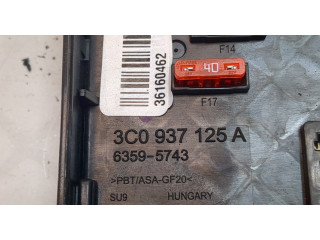 F14
40
F17
36160462
3C0 937 125 A
6359-5743
>PBT/ASA-GF20<
SU9 HUNGARY